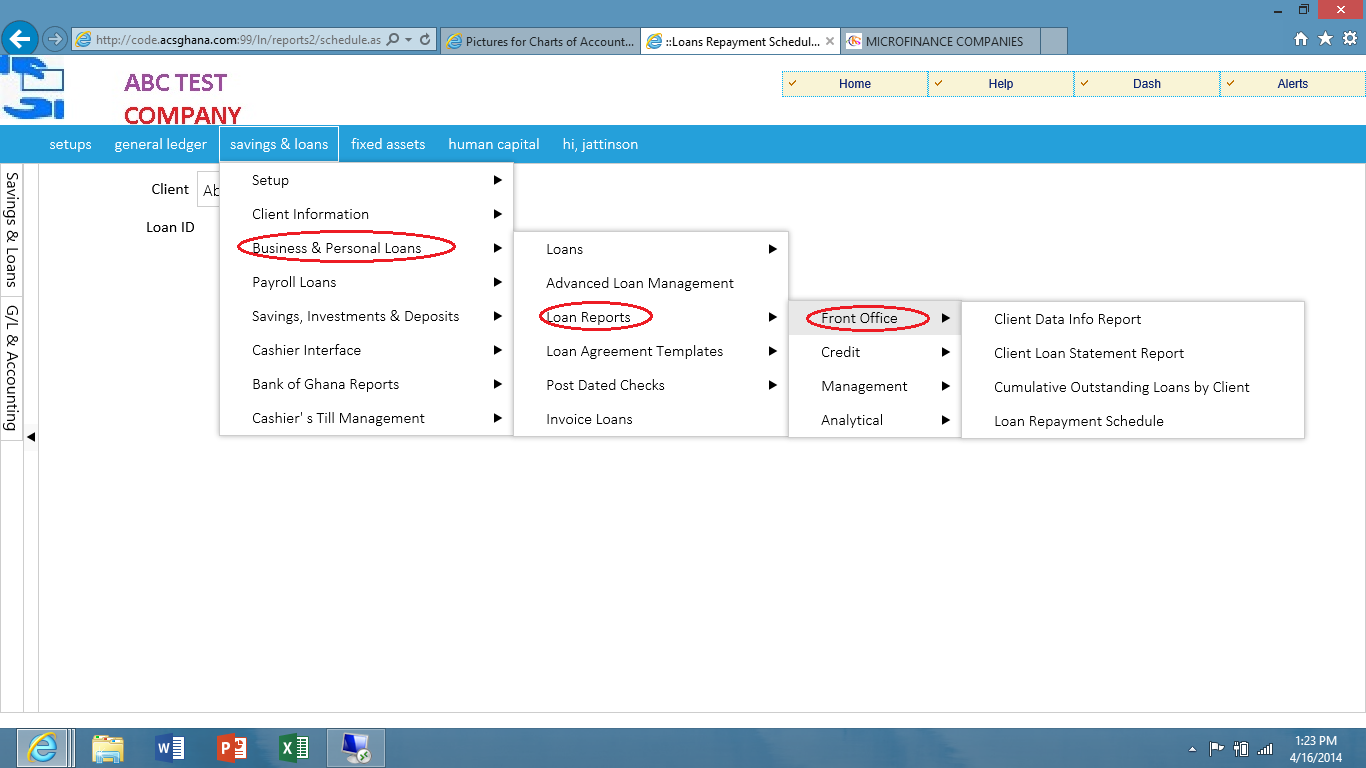 http://code.acsghana.com:99/ln/reports2/schedule.as
Pictures for Charts of Account...
::Loans Repayment Schedul...
MICROFINANCE COMPANIES
ABC TEST
COMPANY
Home
Help
Dash
Alerts
setups
general ledger
savings & loans
fixed assets
human capital
hi, jattinson
Savings & Loans
G/L & Accounting
Client
Ab
Loan ID
Setup
Client Information
Business & Personal Loans
Payroll Loans
Savings, Investments & Deposits
Cashier Interface
Bank of Ghana Reports
Cashier' s Till Management
Loans
Advanced Loan Management
Loan Reports
Loan Agreement Templates
Post Dated Checks
Invoice Loans
Front Office
Credit
Management
Analytical
Client Data Info Report
Client Loan Statement Report
Cumulative Outstanding Loans by Client
Loan Repayment Schedule
1:23 PM
4/16/2014